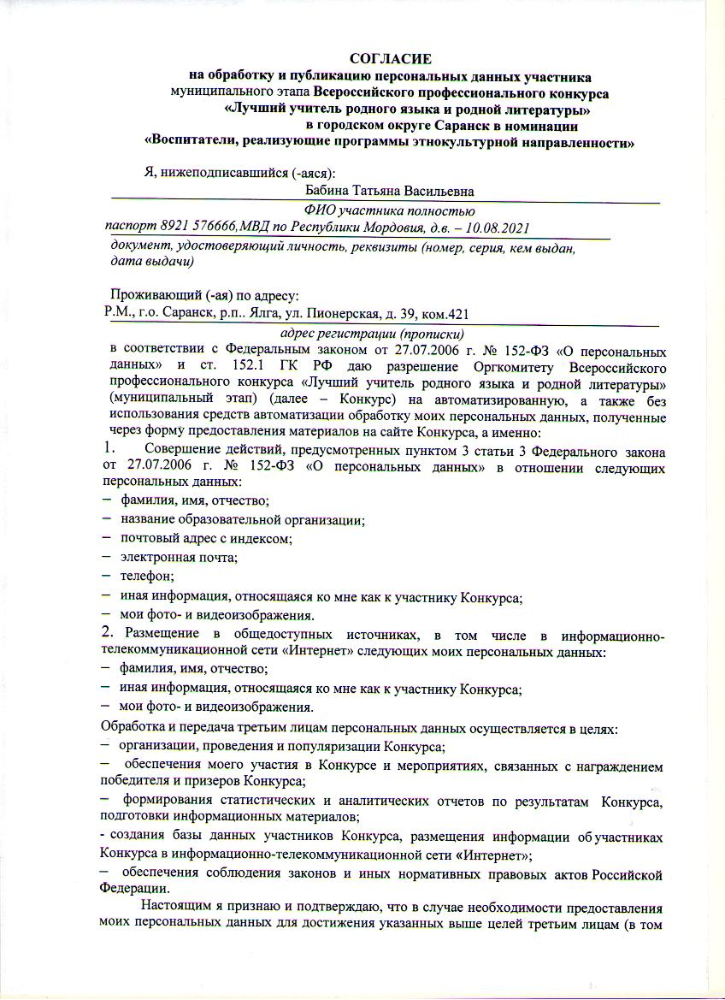 СОГЛАСИЕ
на обработку и публикацию персональных данных участника
муниципального этапа Всероссийского профессионального конкурса
«Лучший учитель родного языка и родной литературы»
в городском округе Саранск в номинации
«Воспитатели, реализующие программы этнокультурной направленности»
Я, нижеподписавшийся (-аяся):
Бабина Татьяна Васильевна
ФИО участника полностью
паспорт 8921 576666,МВД по Республики Мордовия, д.в. – 10.08.2021
документ, удостоверяющий личность, реквизиты (номер, серия, кем выдан,
дата выдачи)
Проживающий (-ая) по адресу:
Р.М., г.о. Саранск, р.п.. Ялга, ул. Пионерская, д. 39, ком.421
адрес регистрации (прописки)
в соответствии с Федеральным законом от 27.07.2006 г. № 152-ФЗ «О персональных
данных» и ст. 152.1 ГК РФ даю разрешение Оргкомитету Всероссийского
профессионального конкурса «Лучший учитель родного языка и родной литературы»
(муниципальный этап) (далее – Конкурс) на автоматизированную, а также без
использования средств автоматизации обработку моих персональных данных, полученные
через форму предоставления материалов на сайте Конкурса, а именно:
1. Совершение действий, предусмотренных пунктом 3 статьи 3 Федерального закона
от 27.07.2006 г. № 152-ФЗ «О персональных данных» в отношении следующих
персональных данных:
– фамилия, имя, отчество;
– название образовательной организации;
– почтовый адрес с индексом;
– электронная почта;
– телефон;
– иная информация, относящаяся ко мне как к участнику Конкурса;
– мои фото- и видеоизображения.
2. Размещение в общедоступных источниках, в том числе в информационно-
телекоммуникационной сети «Интернет» следующих моих персональных данных:
– фамилия, имя, отчество;
– иная информация, относящаяся ко мне как к участнику Конкурса;
– мои фото- и видеоизображения.
Обработка и передача третьим лицам персональных данных осуществляется в целях:
– организации, проведения и популяризации Конкурса;
– обеспечения моего участия в Конкурсе и мероприятиях, связанных с награждением
победителя и призеров Конкурса;
– формирования статистических и аналитических отчетов по результатам Конкурса,
подготовки информационных материалов;
- создания базы данных участников Конкурса, размещения информации об участниках
Конкурса в информационно-телекоммуникационной сети «Интернет»;
– обеспечения соблюдения законов и иных нормативных правовых актов Российской
Федерации.
Настоящим я признаю и подтверждаю, что в случае необходимости предоставления
моих персональных данных для достижения указанных выше целей третьим лицам (в том